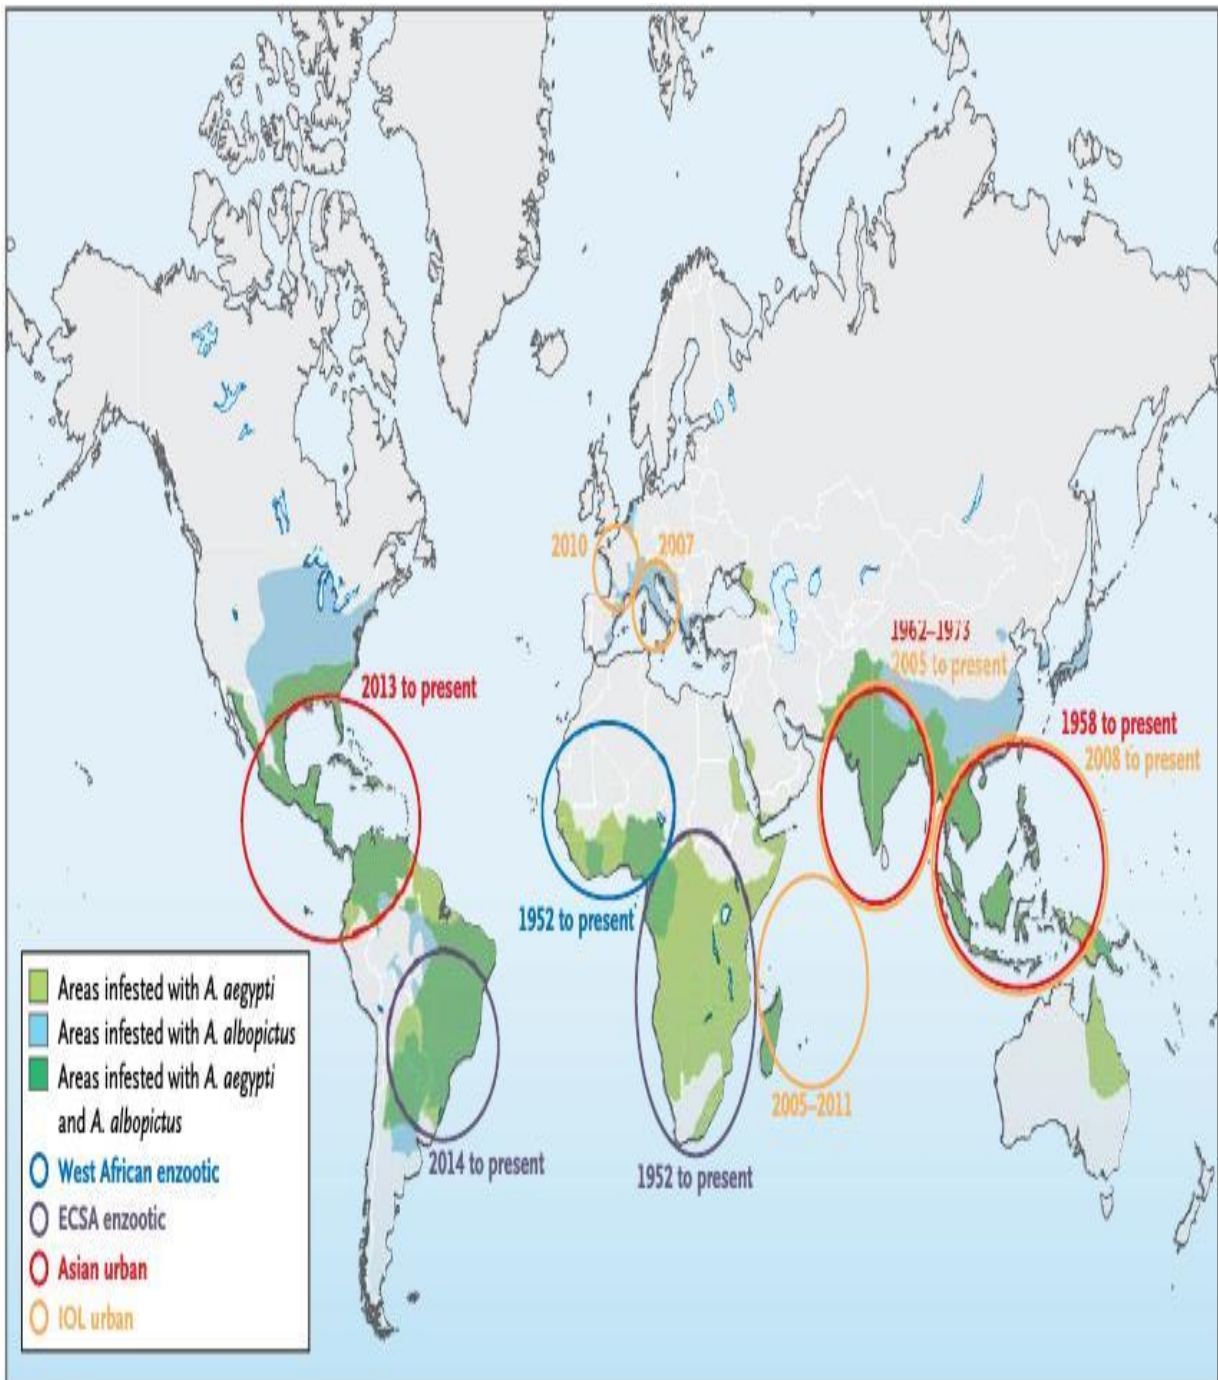 2010
2007
1962–1973
2005 to present
2013 to present
1958 to present
2008 to present
1952 to present
2005–2011
2014 to present
1952 to present
Areas infested with A. aegypti
Areas infested with A. albopictus
Areas infested with A. aegypti
and A. albopictus
West African enzootic
ECSA enzootic
Asian urban
IOL urban